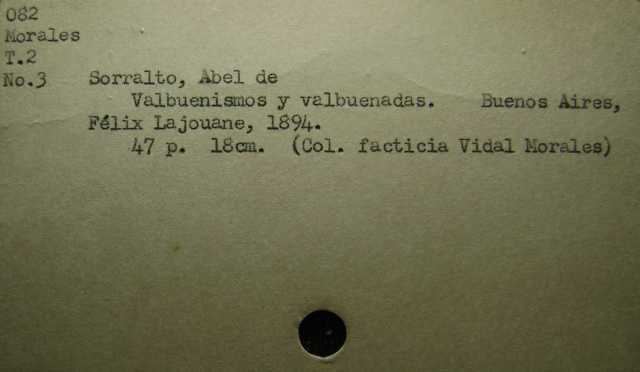 082
Morales
T.2
No.3 Sorralto, Abel de
Valbuenismos y valbuenadas. Buenos Aires,
Félix Lajouane, 1894.
47 p. 18cm. (Col. facticia Vidal Morales)